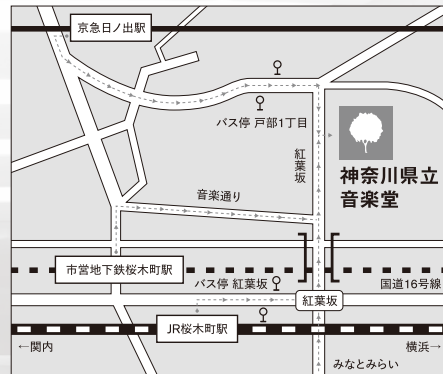 京急日ノ出駅
バス停 戸部1丁目
紅葉坂
神奈川県立
音楽堂
音楽通り
市営地下鉄桜木町駅
バス停 紅葉坂
国道16号線
紅葉坂
JR桜木町駅
←関内
横浜→
みなとみらい